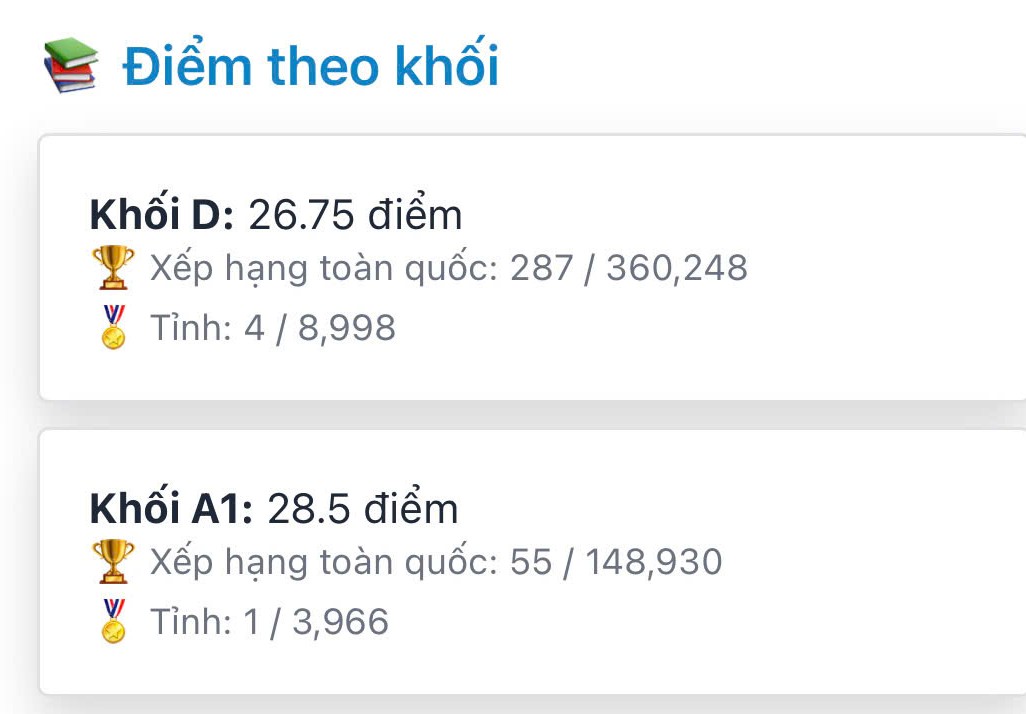 Điểm theo khối
Khối D: 26.75 điểm
Xếp hạng toàn quốc: 287 / 360,248
Tỉnh: 4 / 8,998
Khối A1: 28.5 điểm
Xếp hạng toàn quốc: 55 / 148,930
Tỉnh: 1 / 3,966